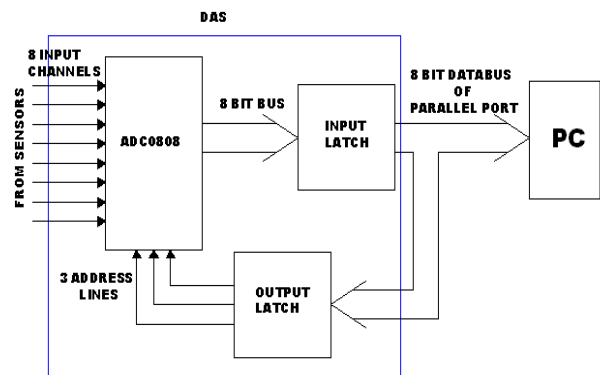 DAS
8 INPUT
CHANNELS
FROM SENSORS
ADC0808
8 BIT BUS
INPUT
LATCH
8 BIT DATABUS
OF
PARALLEL PORT
PC
3 ADDRESS
LINES
OUTPUT
LATCH